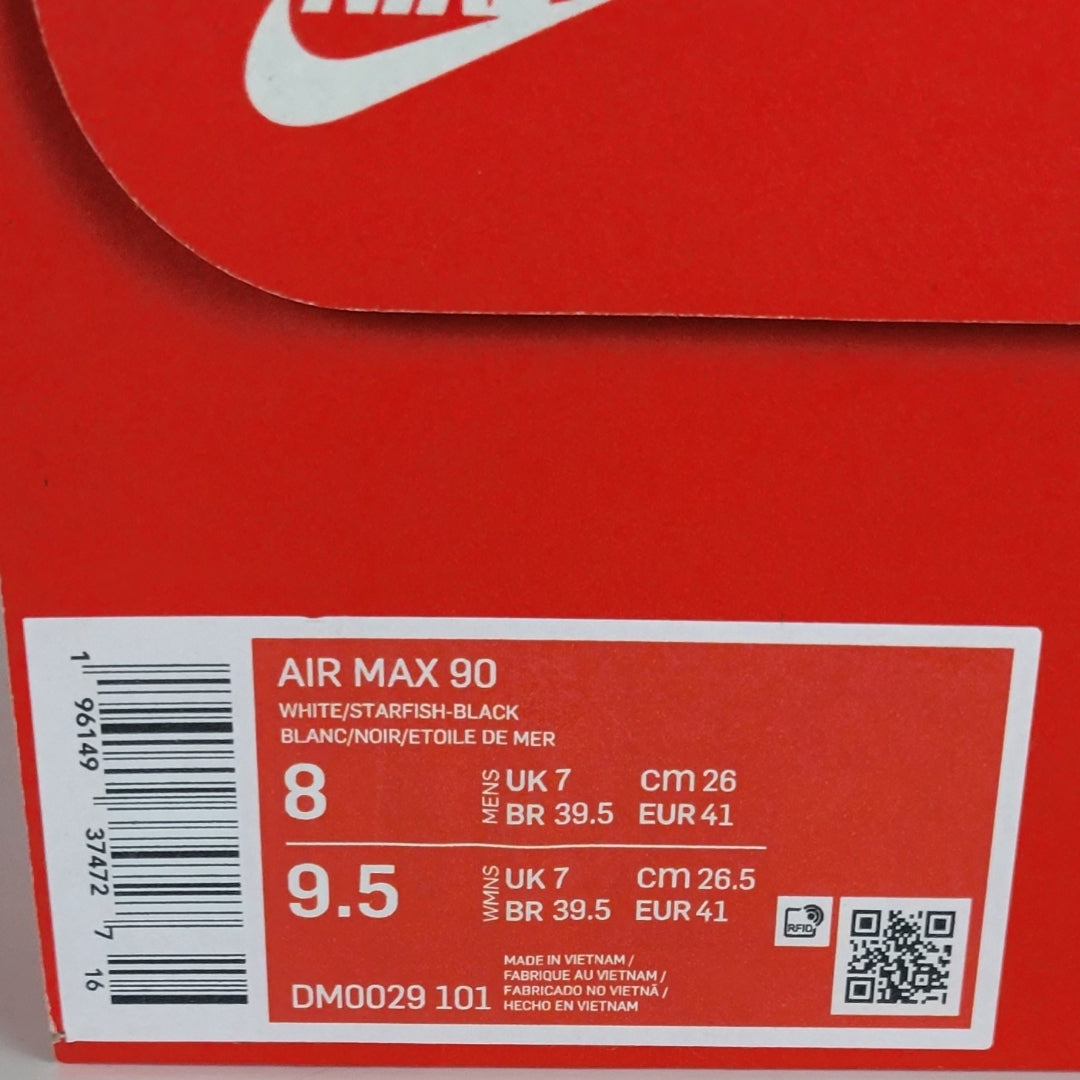 NIKE
AIR MAX 90
WHITE/STARFISH-BLACK
BLANC/NOIR/ETOILE DE MER
8 MENS UK 7 cm 26
BR 39.5 EUR 41
9.5 WMNS UK 7 cm 26.5
BR 39.5 EUR 41
RFID
MADE IN VIETNAM /
FABRIQUE AU VIETNAM /
FABRICADO NO VIETNÃ /
HECHO EN VIETNAM
DM0029 101
1 96149 37472 7 16